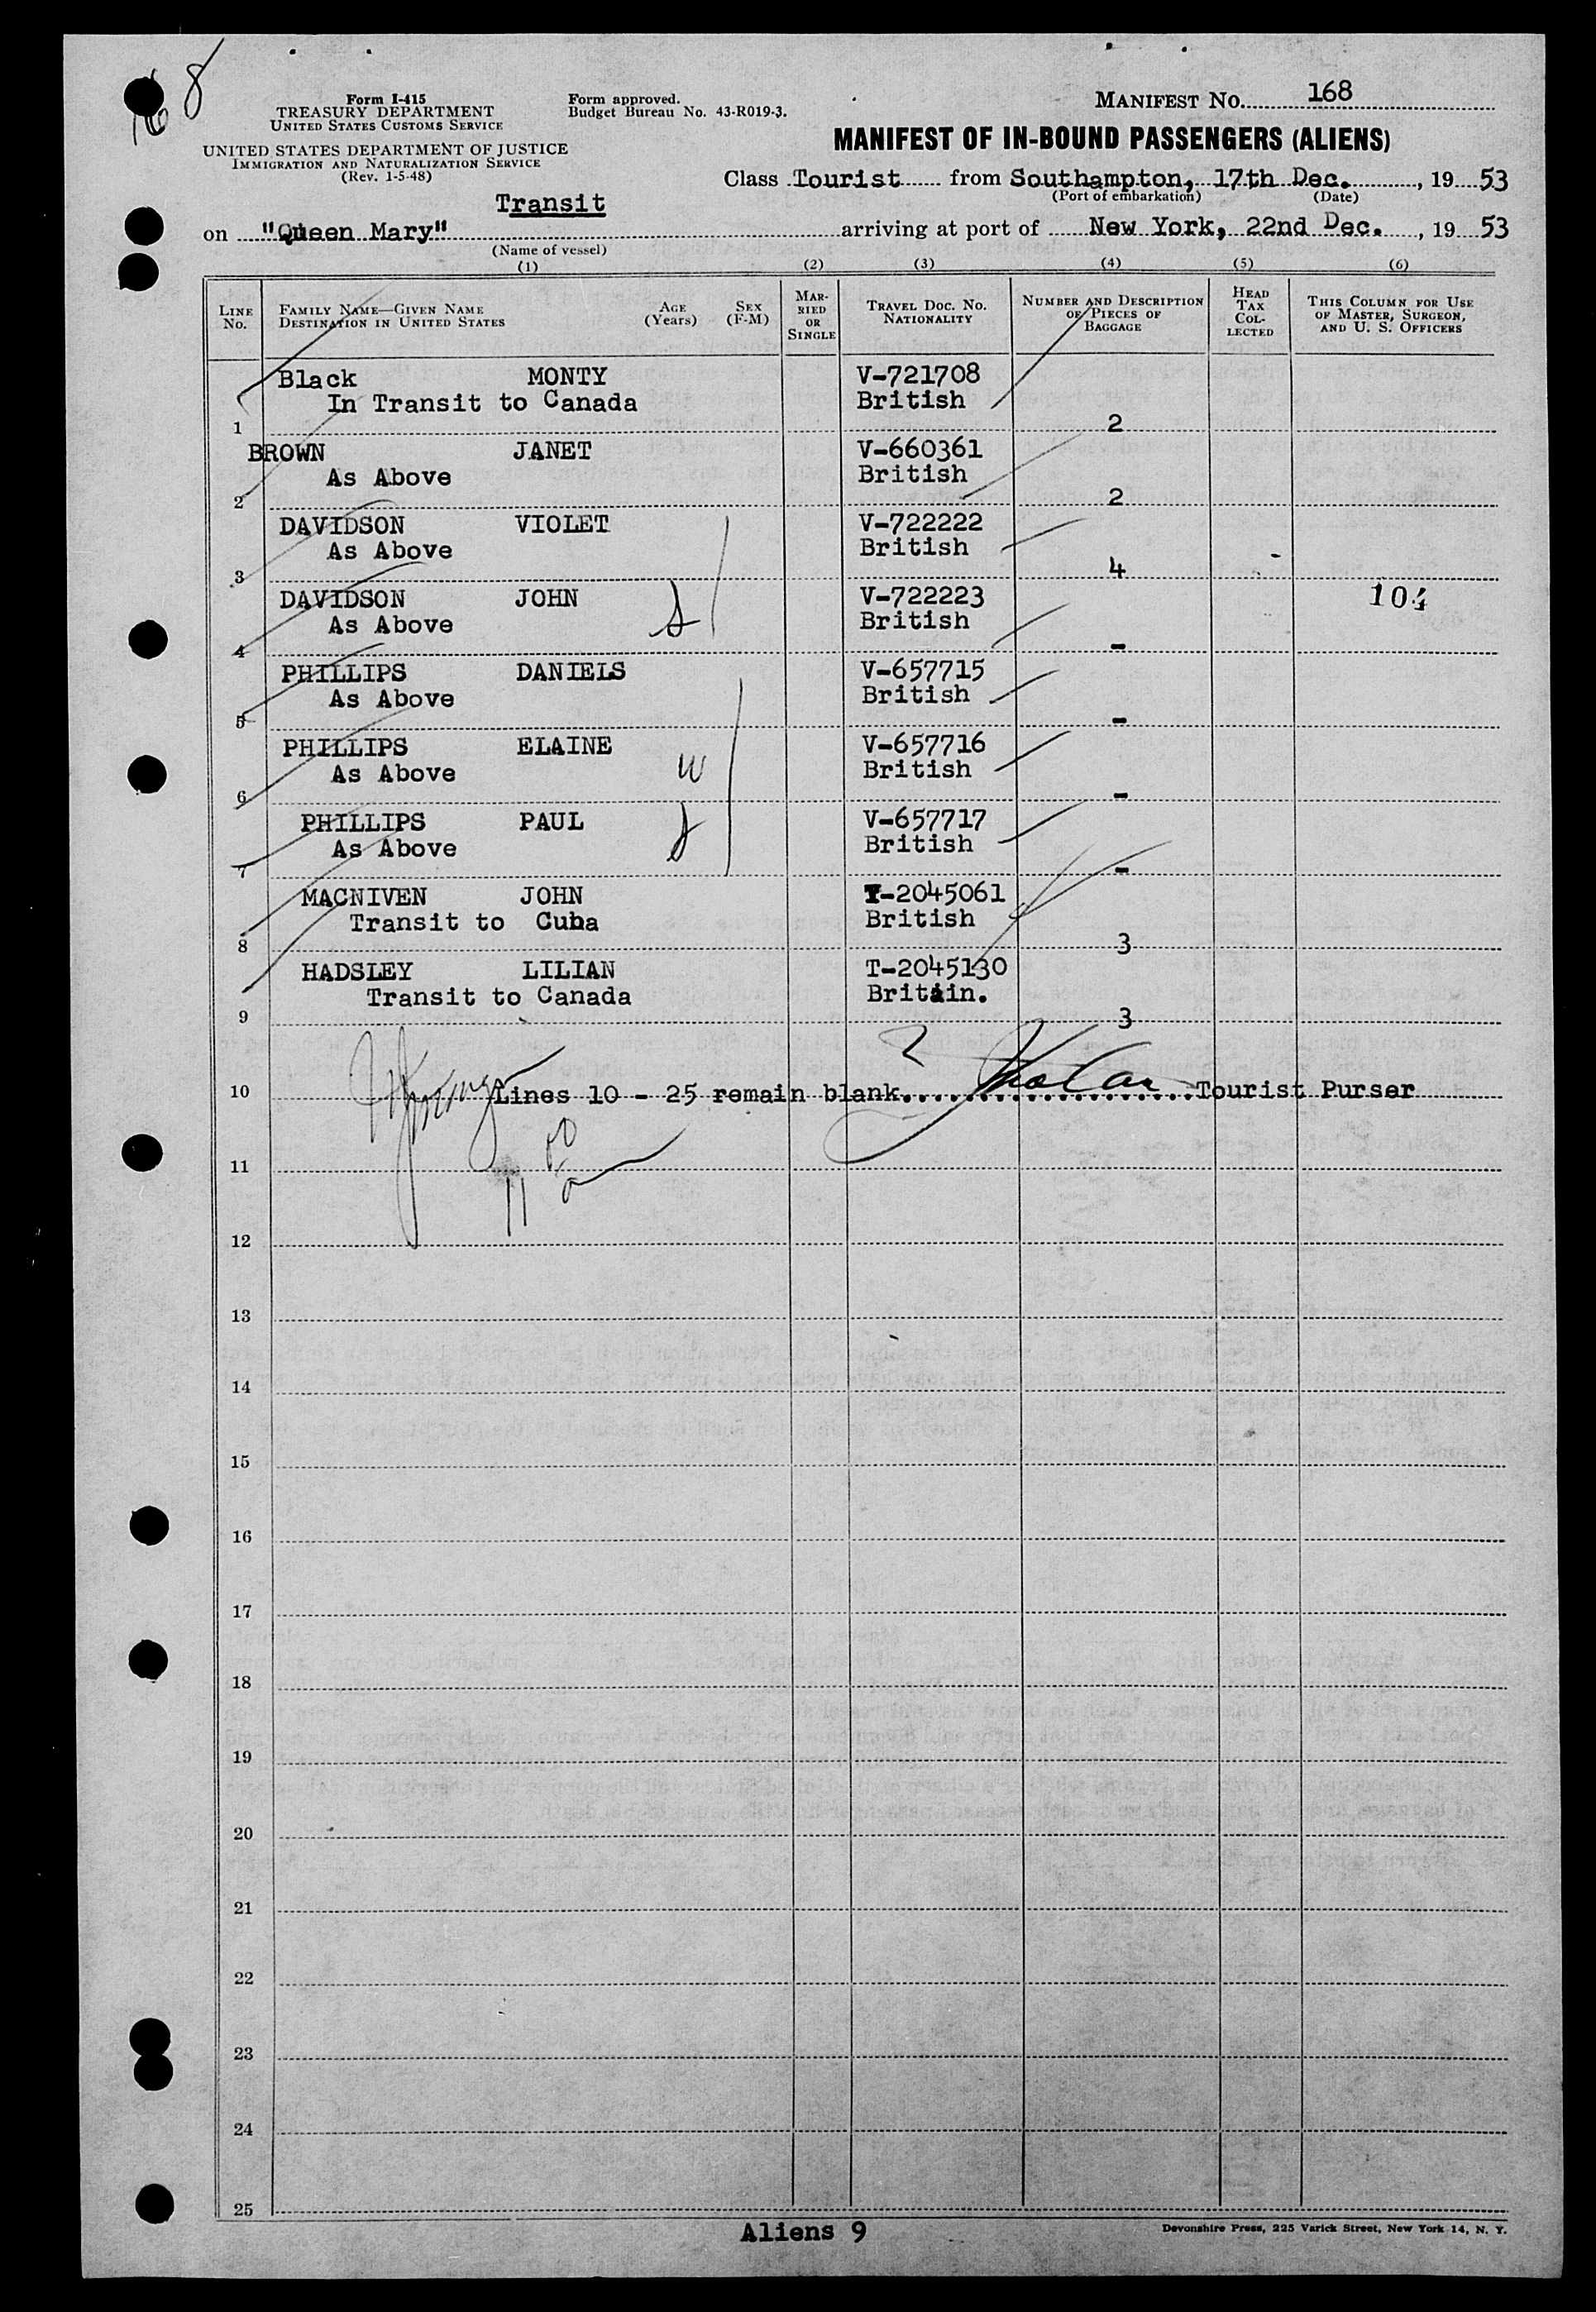 168
Form I-415
TREASURY DEPARTMENT
UNITED STATES CUSTOMS SERVICE
UNITED STATES DEPARTMENT OF JUSTICE
IMMIGRATION AND NATURALIZATION SERVICE
(Rev. 1-5-48)
Form approved.
Budget Bureau No. 43-R019-3.
MANIFEST NO. 168
MANIFEST OF IN-BOUND PASSENGERS (ALIENS)
Class Tourist from Southampton, 17th Dec., 19 53
(Port of embarkation) (Date)
Transit
on "Queen Mary" arriving at port of New York, 22nd Dec., 19 53
(Name of vessel)
(1) (2) (3) (4) (5) (6)
LINE NO. FAMILY NAME—GIVEN NAME DESTINATION IN UNITED STATES AGE (Years) SEX (F-M) MARRIED OR SINGLE TRAVEL DOC. NO. NATIONALITY NUMBER AND DESCRIPTION OF PIECES OF BAGGAGE HEAD TAX COLLECTED THIS COLUMN FOR USE OF MASTER, SURGEON, AND U. S. OFFICERS
Black MONTY V-721708
In Transit to Canada British
1 2
BROWN JANET V-660361
As Above British
2 2
DAVIDSON VIOLET V-722222
As Above British
3 4 -
DAVIDSON JOHN V-722223 104
As Above British
4 -
PHILLIPS DANIELS V-657715
As Above British
5 -
PHILLIPS ELAINE V-657716
As Above W British
6 -
PHILLIPS PAUL V-657717
As Above British
7 -
MACNIVEN JOHN T-2045061
Transit to Cuba British
8 3
HADSLEY LILIAN T-2045130
Transit to Canada Britain.
9 3
10 Lines 10 - 25 remain blank. Tourist Purser
11
12
13
14
15
16
17
18
19
20
21
22
23
24
25
Aliens 9
Devonshire Press, 225 Varick Street, New York 14, N. Y.